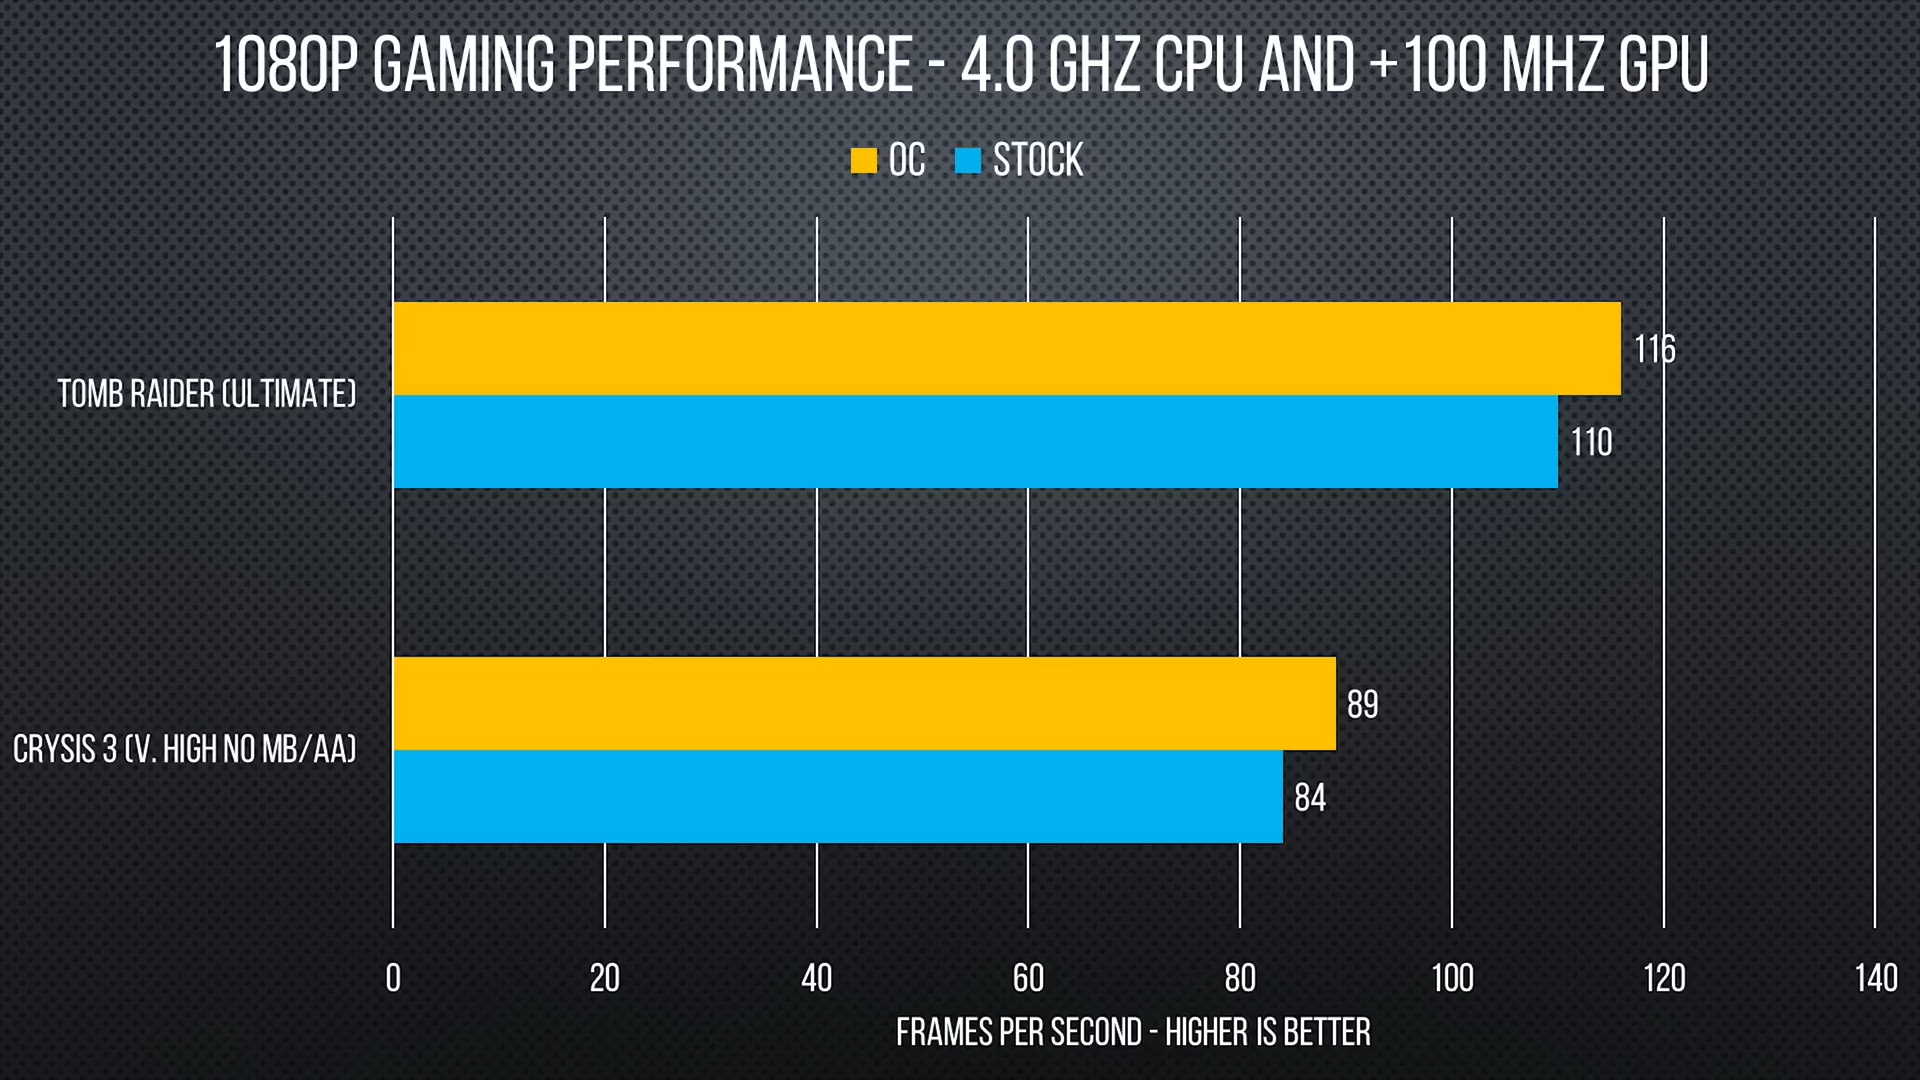 1080P GAMING PERFORMANCE - 4.0 GHZ CPU AND +100 MHZ GPU
OC STOCK
116
TOMB RAIDER (ULTIMATE)
110
89
CRYSIS 3 (V. HIGH NO MB/AA)
84
0 20 40 60 80 100 120 140
FRAMES PER SECOND - HIGHER IS BETTER